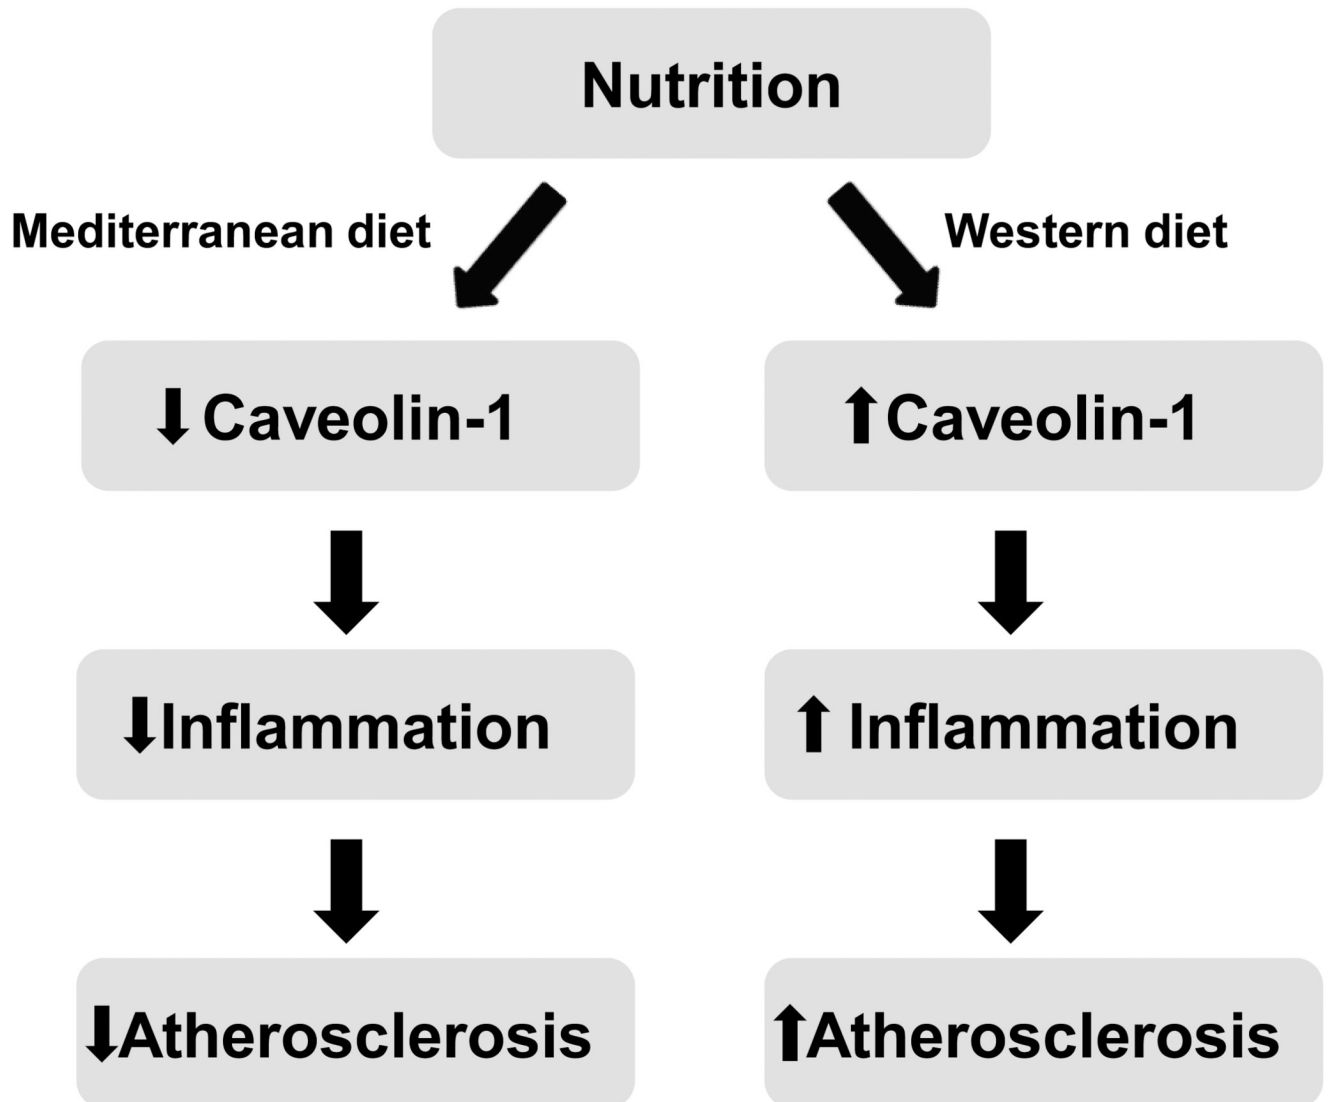 Nutrition
Mediterranean diet
Western diet
↓ Caveolin-1
↑ Caveolin-1
↓ Inflammation
↑ Inflammation
↓ Atherosclerosis
↑ Atherosclerosis